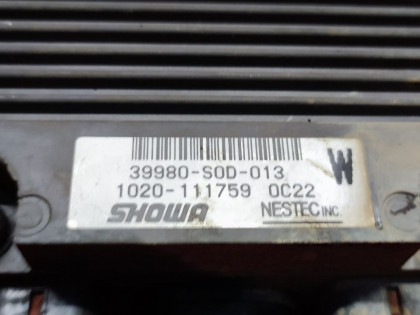 39980-S0D-013
W
1020-111759 0C22
SHOWA NESTEC INC.